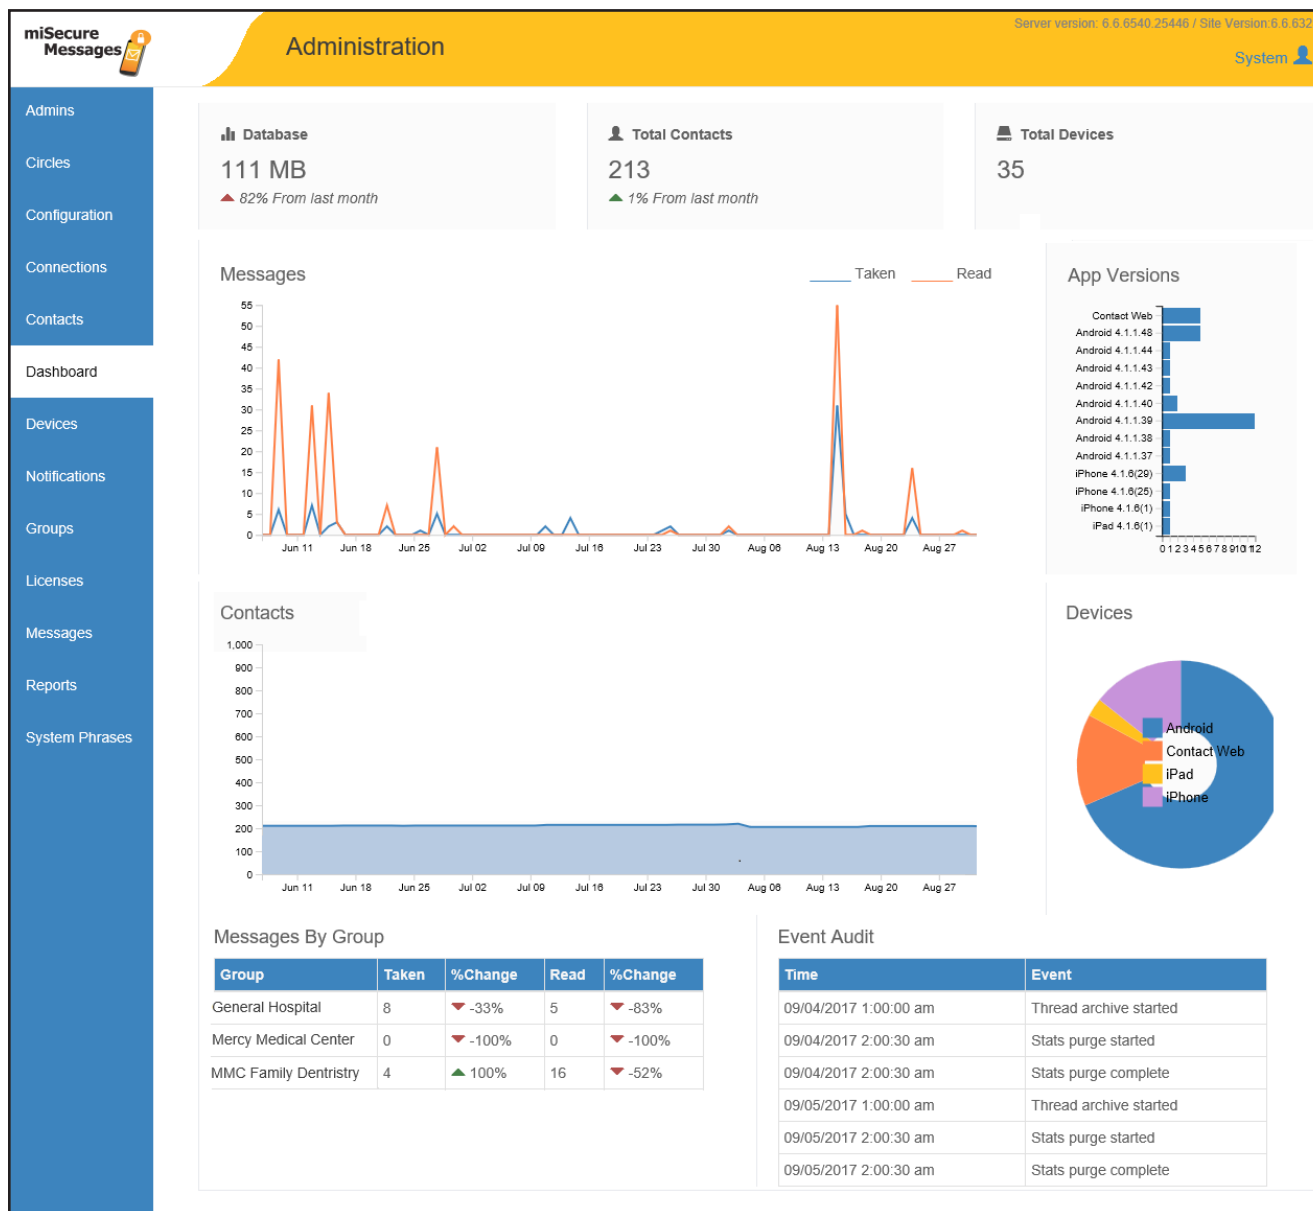 miSecure
Messages
Administration
Server version: 6.6.6540.25446 / Site Version:6.6.632
System
Admins
Circles
Configuration
Connections
Contacts
Dashboard
Devices
Notifications
Groups
Licenses
Messages
Reports
System Phrases
Database
111 MB
82% From last month
Total Contacts
213
1% From last month
Total Devices
35
Messages
Taken Read
55
50
45
40
35
30
25
20
15
10
5
0
Jun 11 Jun 18 Jun 25 Jul 02 Jul 09 Jul 16 Jul 23 Jul 30 Aug 06 Aug 13 Aug 20 Aug 27
App Versions
Contact Web
Android 4.1.1.48
Android 4.1.1.44
Android 4.1.1.43
Android 4.1.1.42
Android 4.1.1.40
Android 4.1.1.39
Android 4.1.1.38
Android 4.1.1.37
iPhone 4.1.6(29)
iPhone 4.1.6(25)
iPhone 4.1.6(1)
iPad 4.1.6(1)
0 1 2 3 4 5 6 7 8 9 10 11 12
Contacts
1,000
900
800
700
600
500
400
300
200
100
0
Jun 11 Jun 18 Jun 25 Jul 02 Jul 09 Jul 16 Jul 23 Jul 30 Aug 06 Aug 13 Aug 20 Aug 27
Devices
Android
Contact Web
iPad
iPhone
Messages By Group
Group Taken %Change Read %Change
General Hospital 8 -33% 5 -83%
Mercy Medical Center 0 -100% 0 -100%
MMC Family Dentristry 4 100% 16 -52%
Event Audit
Time Event
09/04/2017 1:00:00 am Thread archive started
09/04/2017 2:00:30 am Stats purge started
09/04/2017 2:00:30 am Stats purge complete
09/05/2017 1:00:00 am Thread archive started
09/05/2017 2:00:30 am Stats purge started
09/05/2017 2:00:30 am Stats purge complete